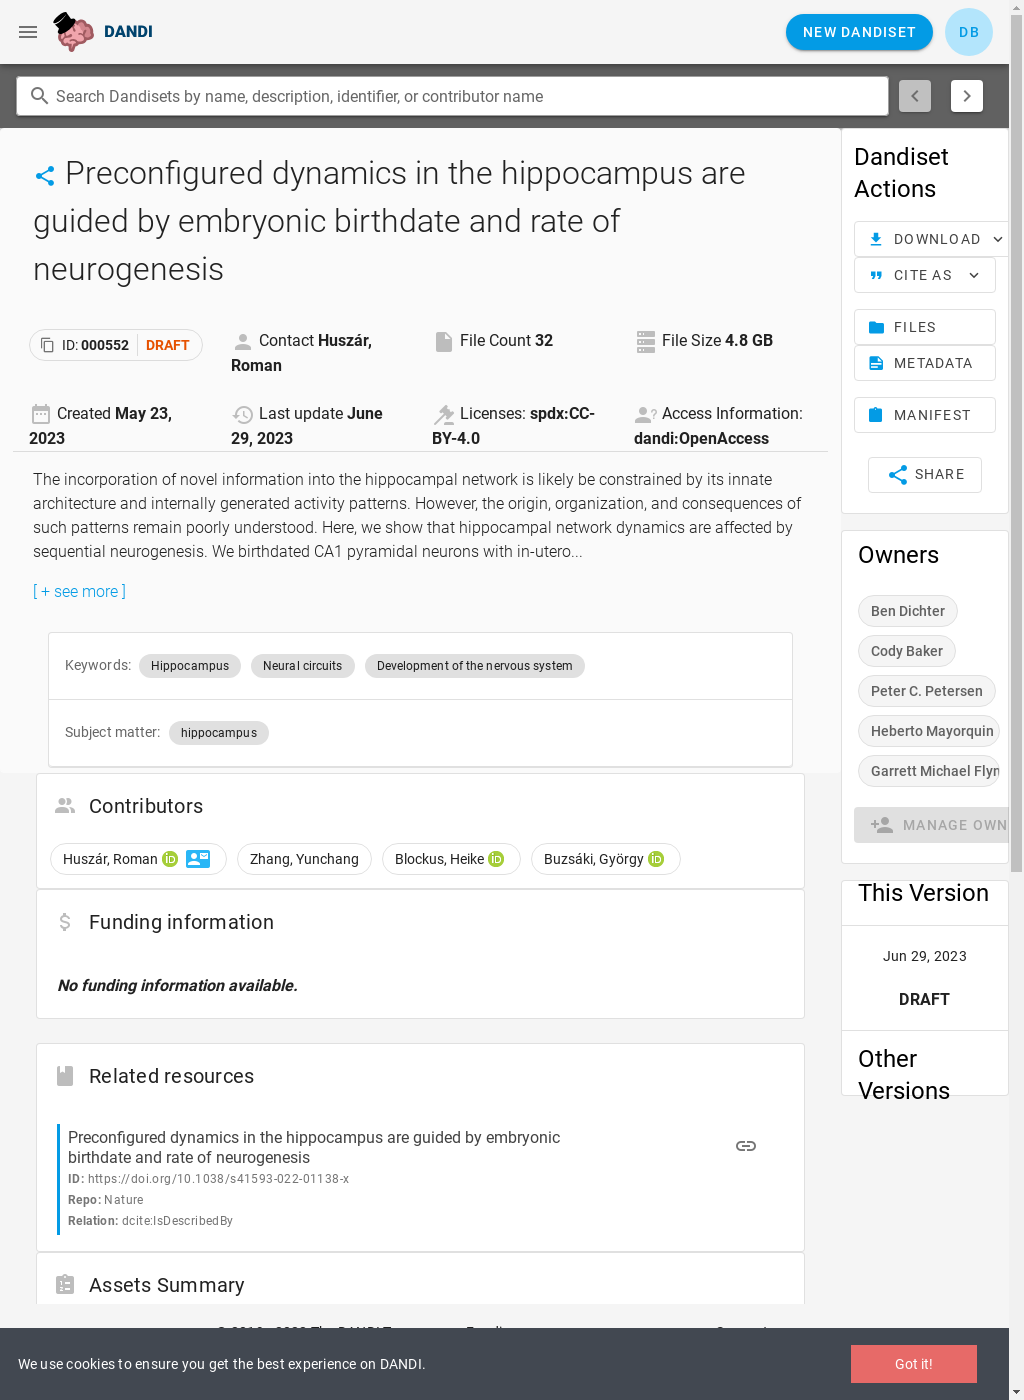 DANDI
NEW DANDISET
DB
Search Dandisets by name, description, identifier, or contributor name
Preconfigured dynamics in the hippocampus are
guided by embryonic birthdate and rate of
neurogenesis
ID: 000552 DRAFT
Contact Huszár,
Roman
File Count 32
File Size 4.8 GB
Created May 23,
2023
Last update June
29, 2023
Licenses: spdx:CC-
BY-4.0
Access Information:
dandi:OpenAccess
The incorporation of novel information into the hippocampal network is likely be constrained by its innate
architecture and internally generated activity patterns. However, the origin, organization, and consequences of
such patterns remain poorly understood. Here, we show that hippocampal network dynamics are affected by
sequential neurogenesis. We birthdated CA1 pyramidal neurons with in-utero...
[ + see more ]
Keywords: Hippocampus Neural circuits Development of the nervous system
Subject matter: hippocampus
Contributors
Huszár, Roman iD Zhang, Yunchang Blockus, Heike iD Buzsáki, György iD
Funding information
No funding information available.
Related resources
Preconfigured dynamics in the hippocampus are guided by embryonic
birthdate and rate of neurogenesis
ID: https://doi.org/10.1038/s41593-022-01138-x
Repo: Nature
Relation: dcite:IsDescribedBy
Assets Summary
Dandiset
Actions
DOWNLOAD
CITE AS
FILES
METADATA
MANIFEST
SHARE
Owners
Ben Dichter
Cody Baker
Peter C. Petersen
Heberto Mayorquin
Garrett Michael Flyn
MANAGE OWN
This Version
Jun 29, 2023
DRAFT
Other
Versions
We use cookies to ensure you get the best experience on DANDI.
Got it!